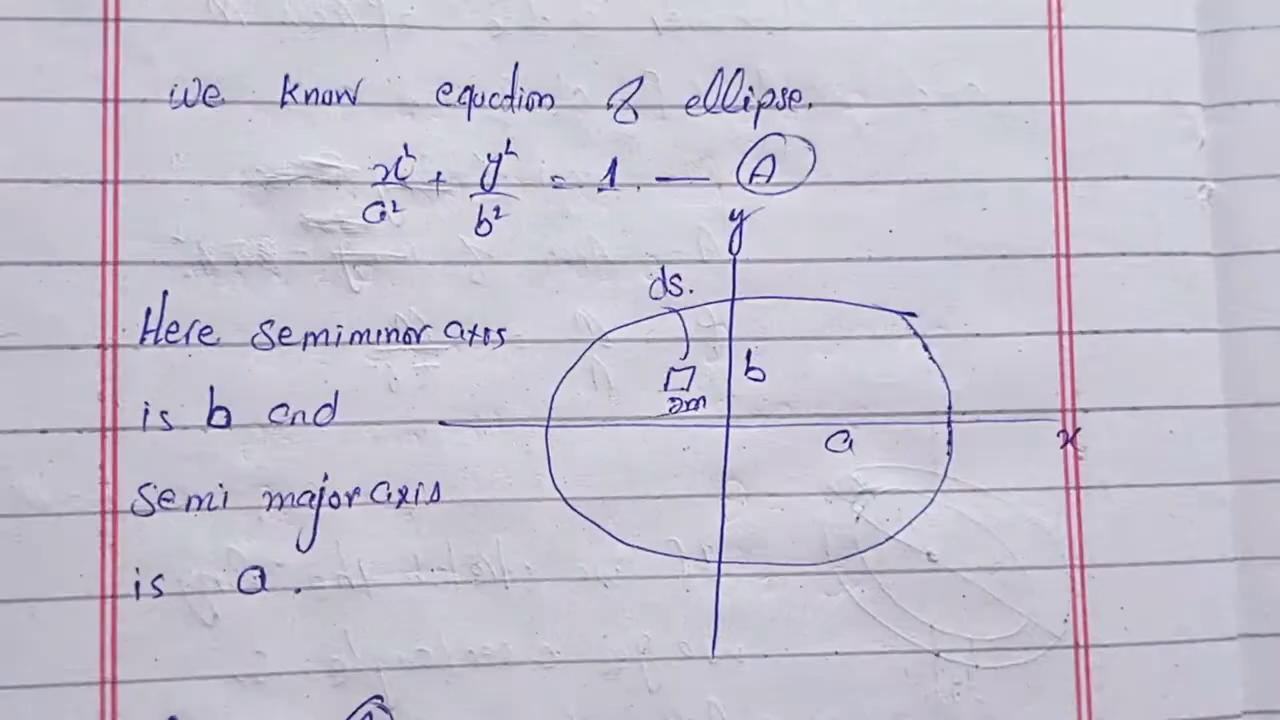 we know equation of ellipse.
x²/a² + y²/b² = 1. — (A)
y
ds.
Here semiminor axis
b
is b and
a
x
semi major axis
is a.